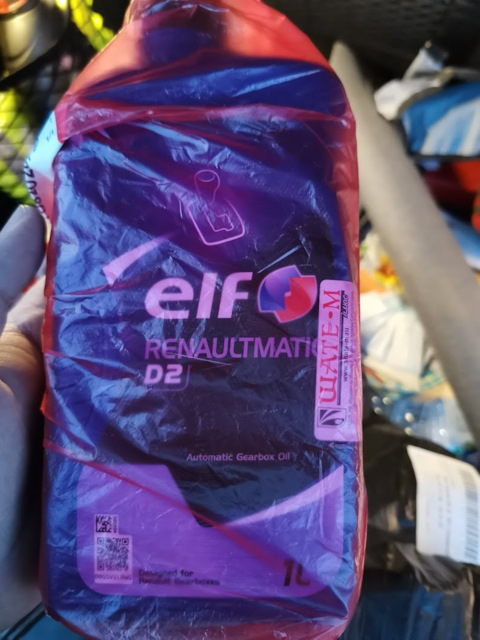 elf
RENAULTMATIC
D2
Automatic Gearbox Oil
Designed for
Renault Gearboxes
1L
ШАТЕ-М